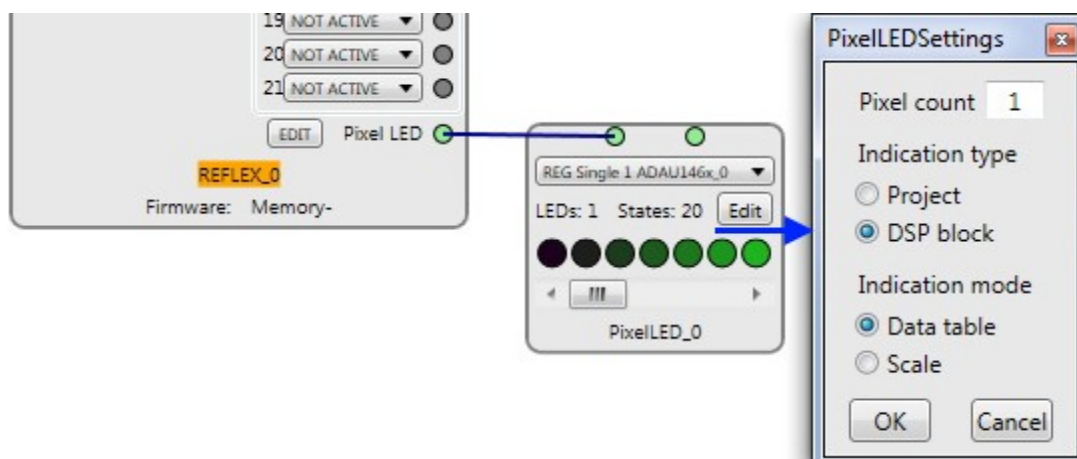 19 NOT ACTIVE
20 NOT ACTIVE
21 NOT ACTIVE
EDIT Pixel LED
REFLEX_0
Firmware: Memory-
REG Single 1 ADAU146x_0
LEDs: 1 States: 20 Edit
PixelLED_0
PixelLEDSettings
Pixel count 1
Indication type
Project
DSP block
Indication mode
Data table
Scale
OK Cancel